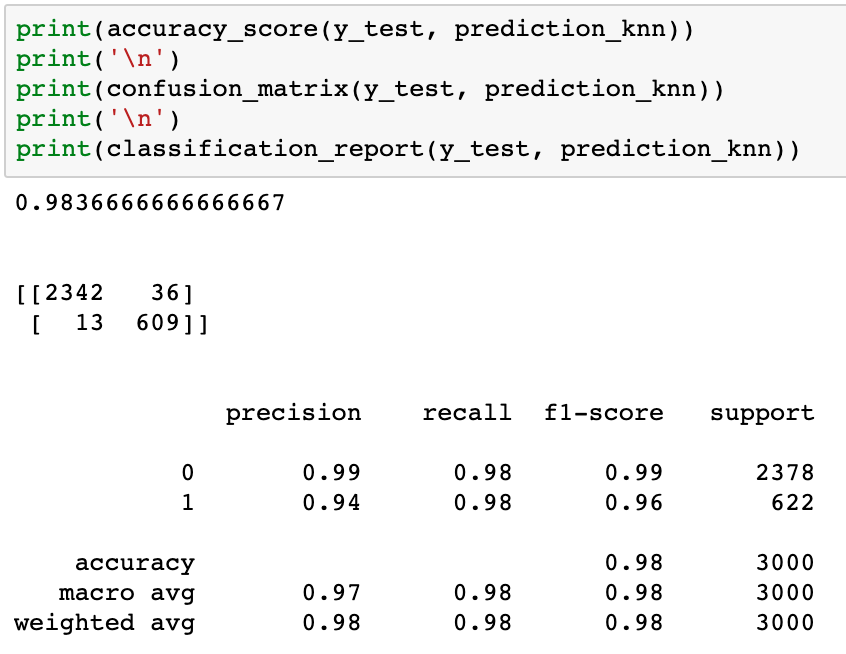 print(accuracy_score(y_test, prediction_knn))
print('\n')
print(confusion_matrix(y_test, prediction_knn))
print('\n')
print(classification_report(y_test, prediction_knn))
0.9836666666666667
[[2342   36]
 [  13  609]]
              precision    recall  f1-score   support
           0       0.99      0.98      0.99      2378
           1       0.94      0.98      0.96       622
    accuracy                           0.98      3000
   macro avg       0.97      0.98      0.98      3000
weighted avg       0.98      0.98      0.98      3000